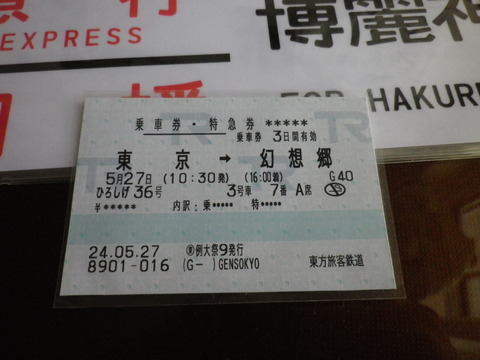 急行
EXPRESS
博麗神
FOR HAKURE
乗車券・特急券 *****
乗車券 3日間有効
東京 → 幻想郷
5月27日 (10:30発) (16:00着) G40
ひろしげ36号 3号車 7番 A席
¥***** 内訳:乗***** 特*****
24.05.27 例大祭9発行
8901-016 (G- ) GENSOKYO 東方旅客鉄道